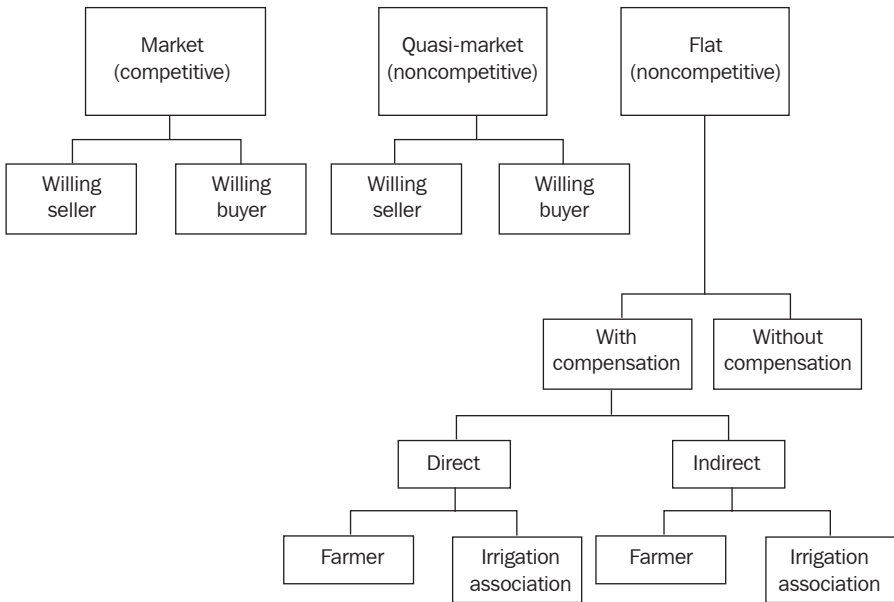 Market
(competitive)
Quasi-market
(noncompetitive)
Flat
(noncompetitive)
Willing
seller
Willing
buyer
Willing
seller
Willing
buyer
With
compensation
Without
compensation
Direct
Indirect
Farmer
Irrigation
association
Farmer
Irrigation
association